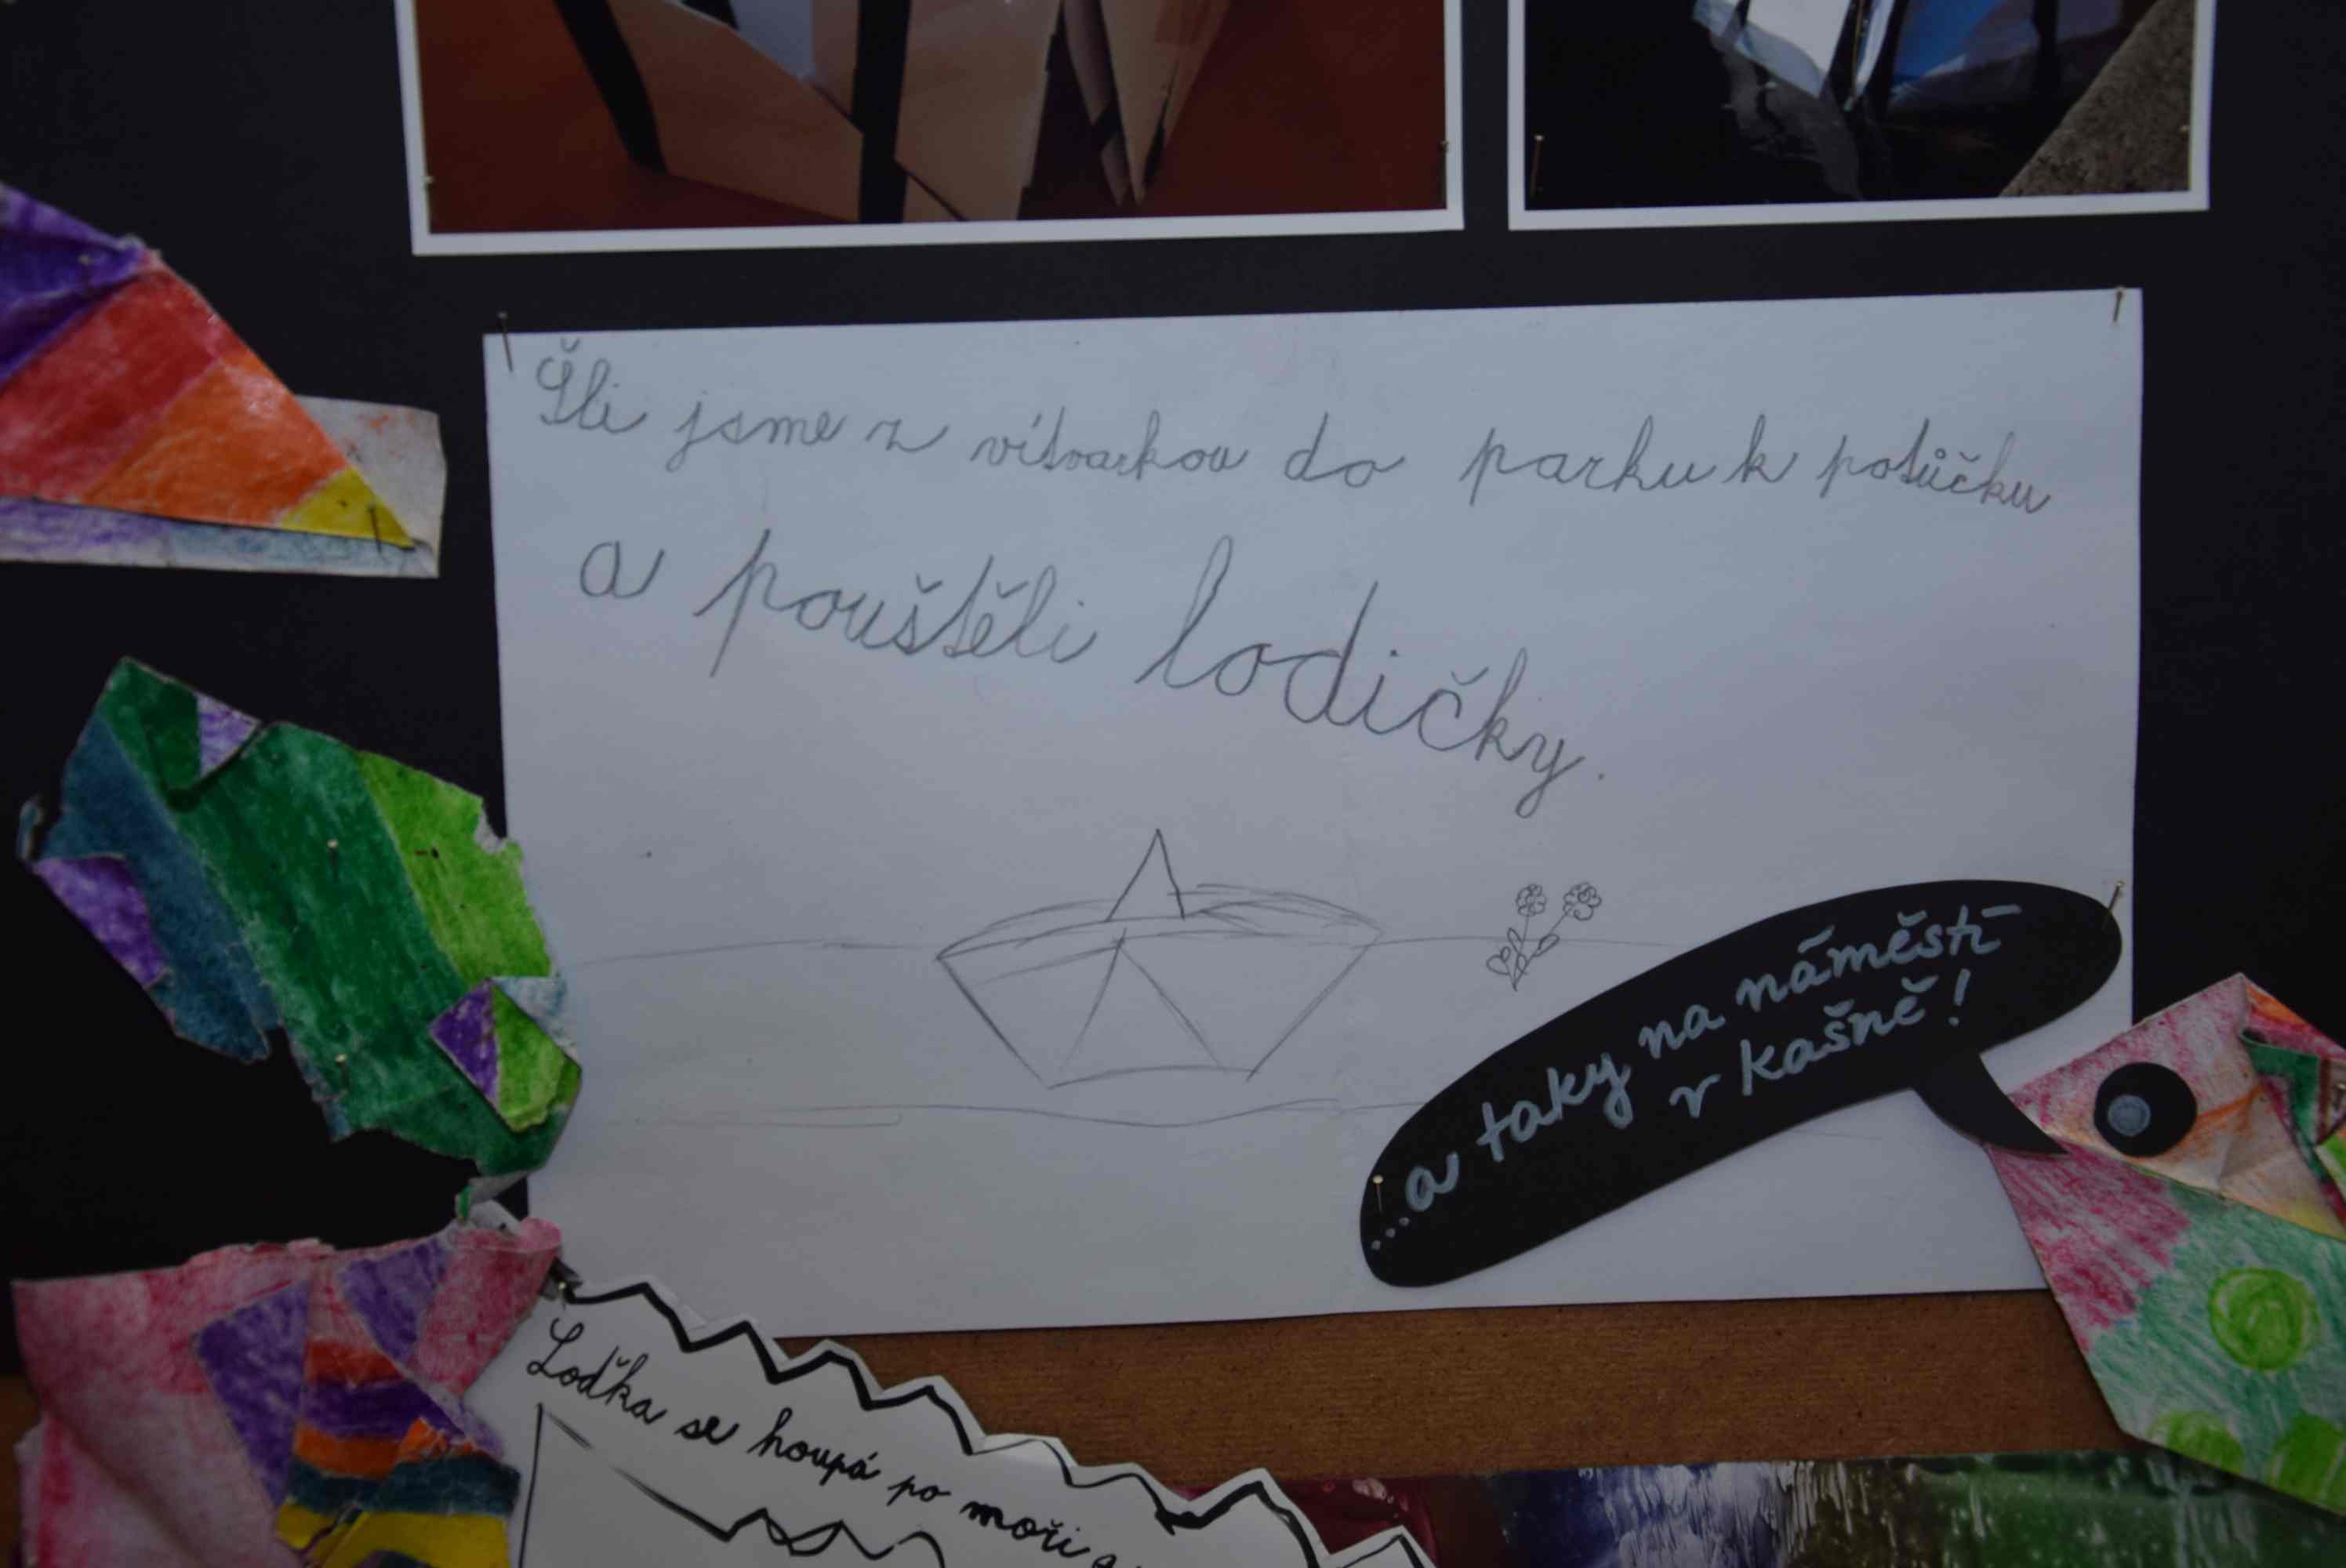 Šli jsme z vítvarkou do parku k potůčku
a pouštěli lodičky.
...a taky na náměstí
v kašně!
Loďka se houpá po moři a